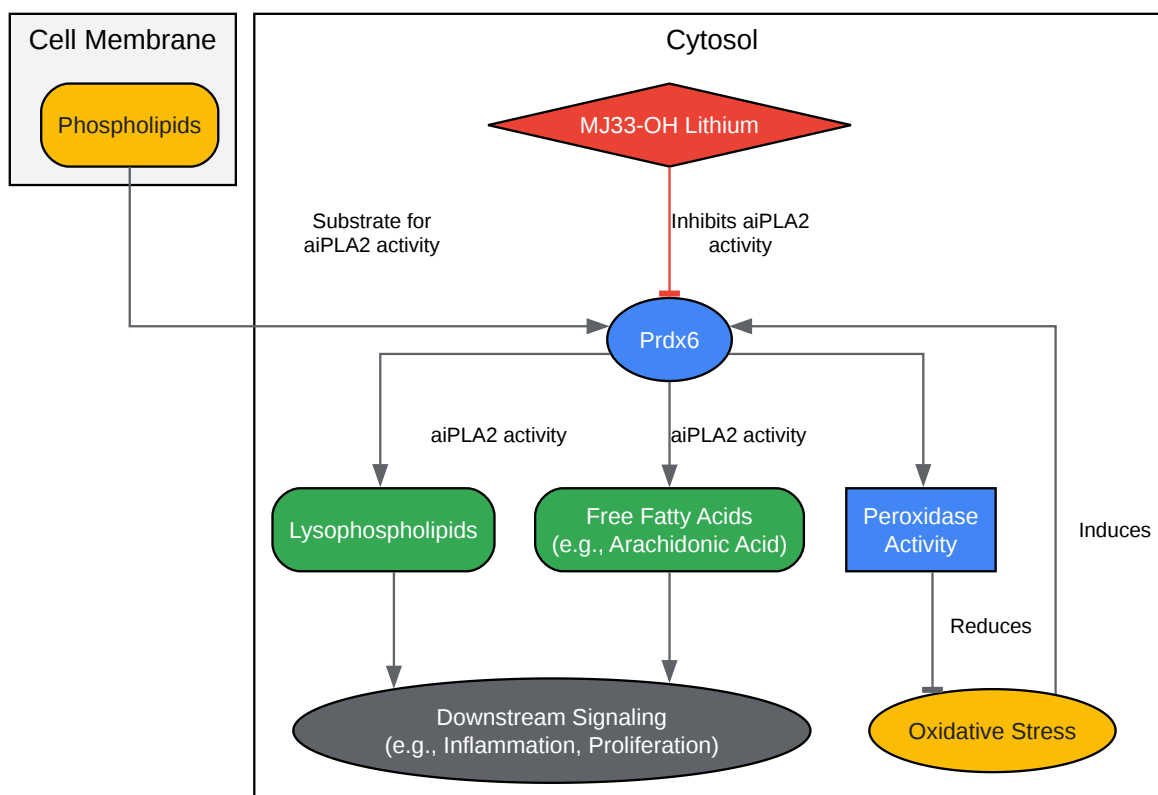 Cell Membrane
Cytosol
Phospholipids
MJ33-OH Lithium
Substrate for
aiPLA2 activity
Inhibits aiPLA2
activity
Prdx6
aiPLA2 activity
aiPLA2 activity
Lysophospholipids
Free Fatty Acids
(e.g., Arachidonic Acid)
Peroxidase
Activity
Induces
Reduces
Downstream Signaling
(e.g., Inflammation, Proliferation)
Oxidative Stress